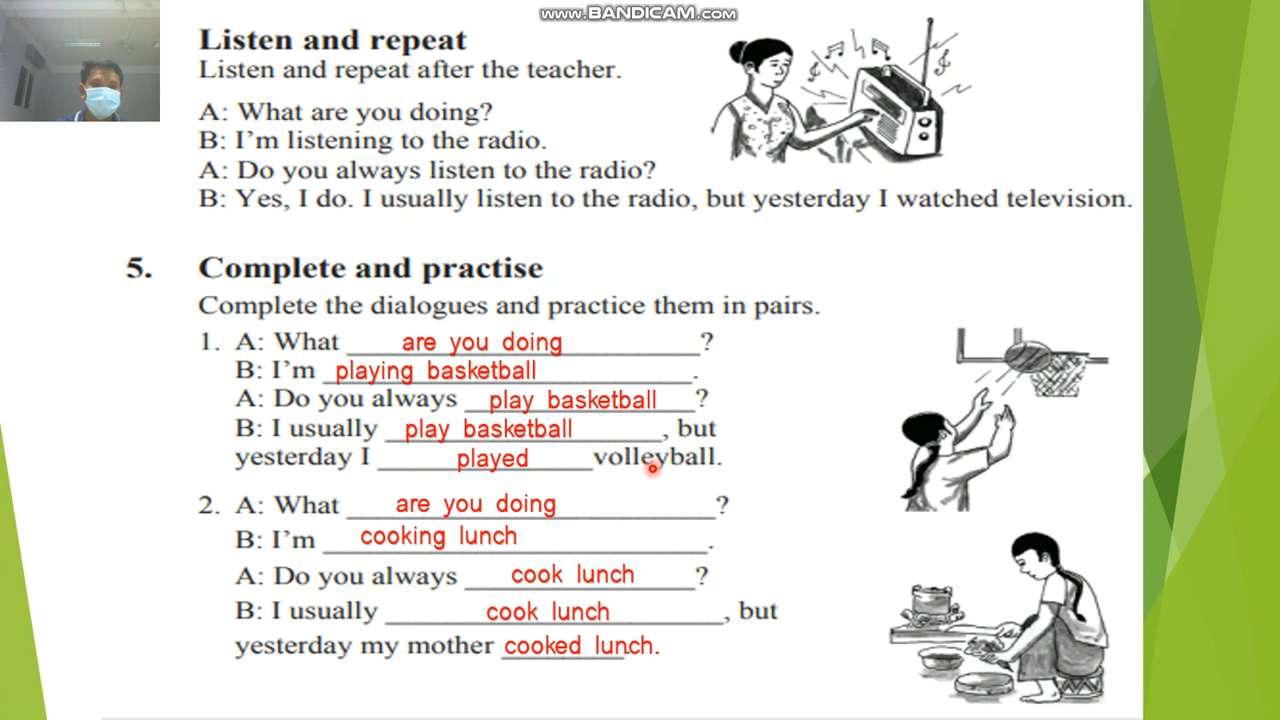 www.BANDICAM.com
Listen and repeat
Listen and repeat after the teacher.
A: What are you doing?
B: I'm listening to the radio.
A: Do you always listen to the radio?
B: Yes, I do. I usually listen to the radio, but yesterday I watched television.
5. Complete and practise
Complete the dialogues and practice them in pairs.
1. A: What are you doing ?
B: I'm playing basketball .
A: Do you always play basketball ?
B: I usually play basketball , but
yesterday I played volleyball.
2. A: What are you doing ?
B: I'm cooking lunch .
A: Do you always cook lunch ?
B: I usually cook lunch , but
yesterday my mother cooked lunch.